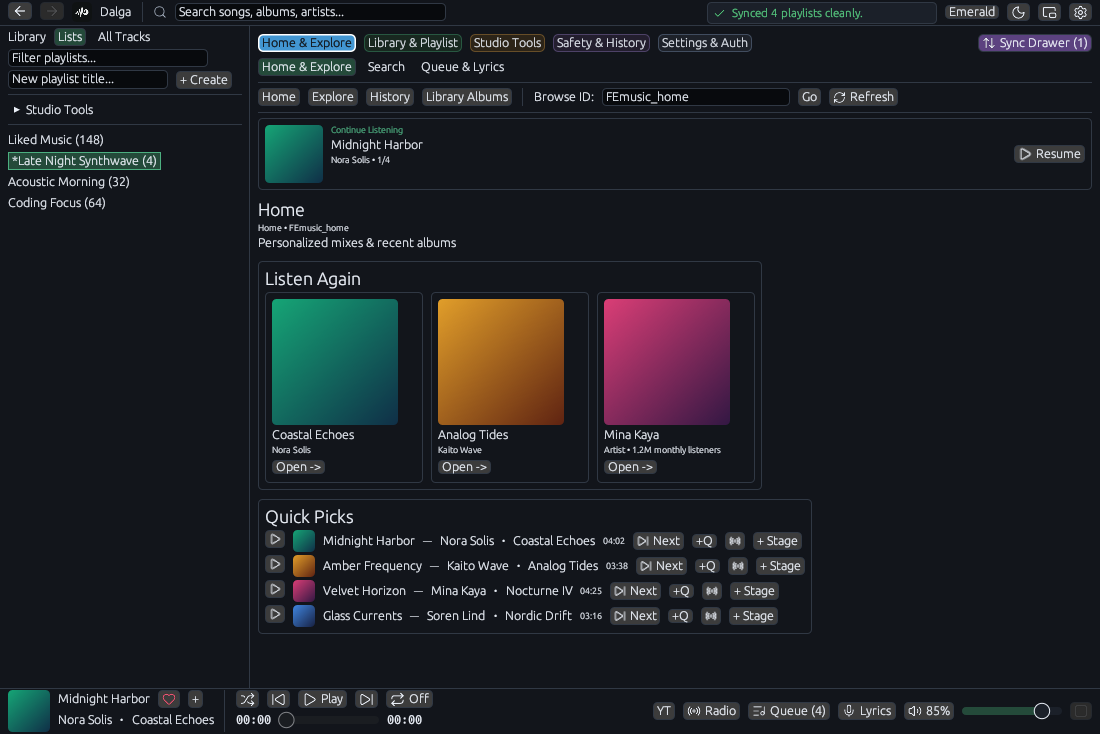 Dalga
Search songs, albums, artists...
Synced 4 playlists cleanly.
Emerald
Library Lists All Tracks
Filter playlists...
New playlist title... + Create
Studio Tools
Liked Music (148)
*Late Night Synthwave (4)
Acoustic Morning (32)
Coding Focus (64)
Home & Explore Library & Playlist Studio Tools Safety & History Settings & Auth Sync Drawer (1)
Home & Explore Search Queue & Lyrics
Home Explore History Library Albums Browse ID: FEmusic_home Go Refresh
Continue Listening
Midnight Harbor
Nora Solis • 1/4
Resume
Home
Home • FEmusic_home
Personalized mixes & recent albums
Listen Again
Coastal Echoes
Nora Solis
Open ->
Analog Tides
Kaito Wave
Open ->
Mina Kaya
Artist • 1.2M monthly listeners
Open ->
Quick Picks
Midnight Harbor — Nora Solis • Coastal Echoes 04:02 Next +Q + Stage
Amber Frequency — Kaito Wave • Analog Tides 03:38 Next +Q + Stage
Velvet Horizon — Mina Kaya • Nocturne IV 04:25 Next +Q + Stage
Glass Currents — Soren Lind • Nordic Drift 03:16 Next +Q + Stage
Midnight Harbor +
Nora Solis • Coastal Echoes
Play Off
00:00 00:00
YT Radio Queue (4) Lyrics 85%